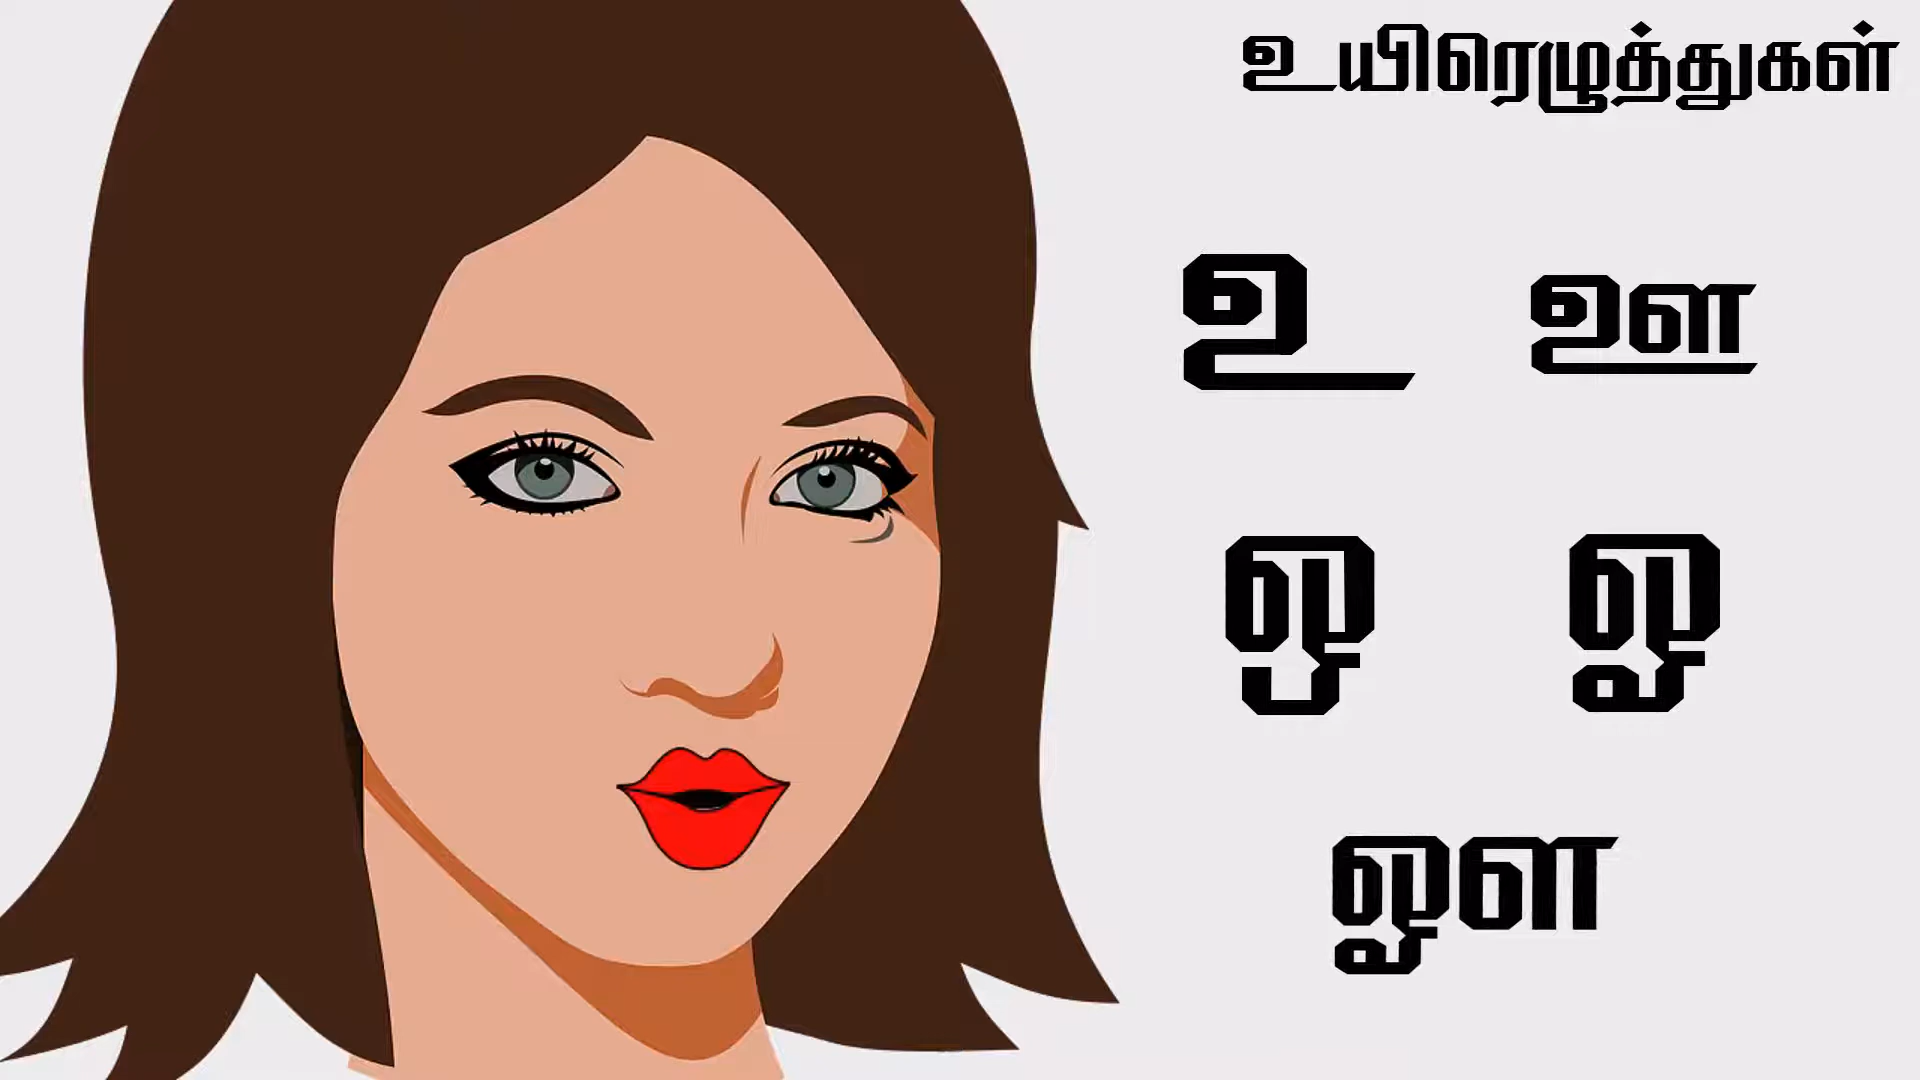 உயிரெழுத்துகள்
உ ஊ
ஒ ஓ
ஔ